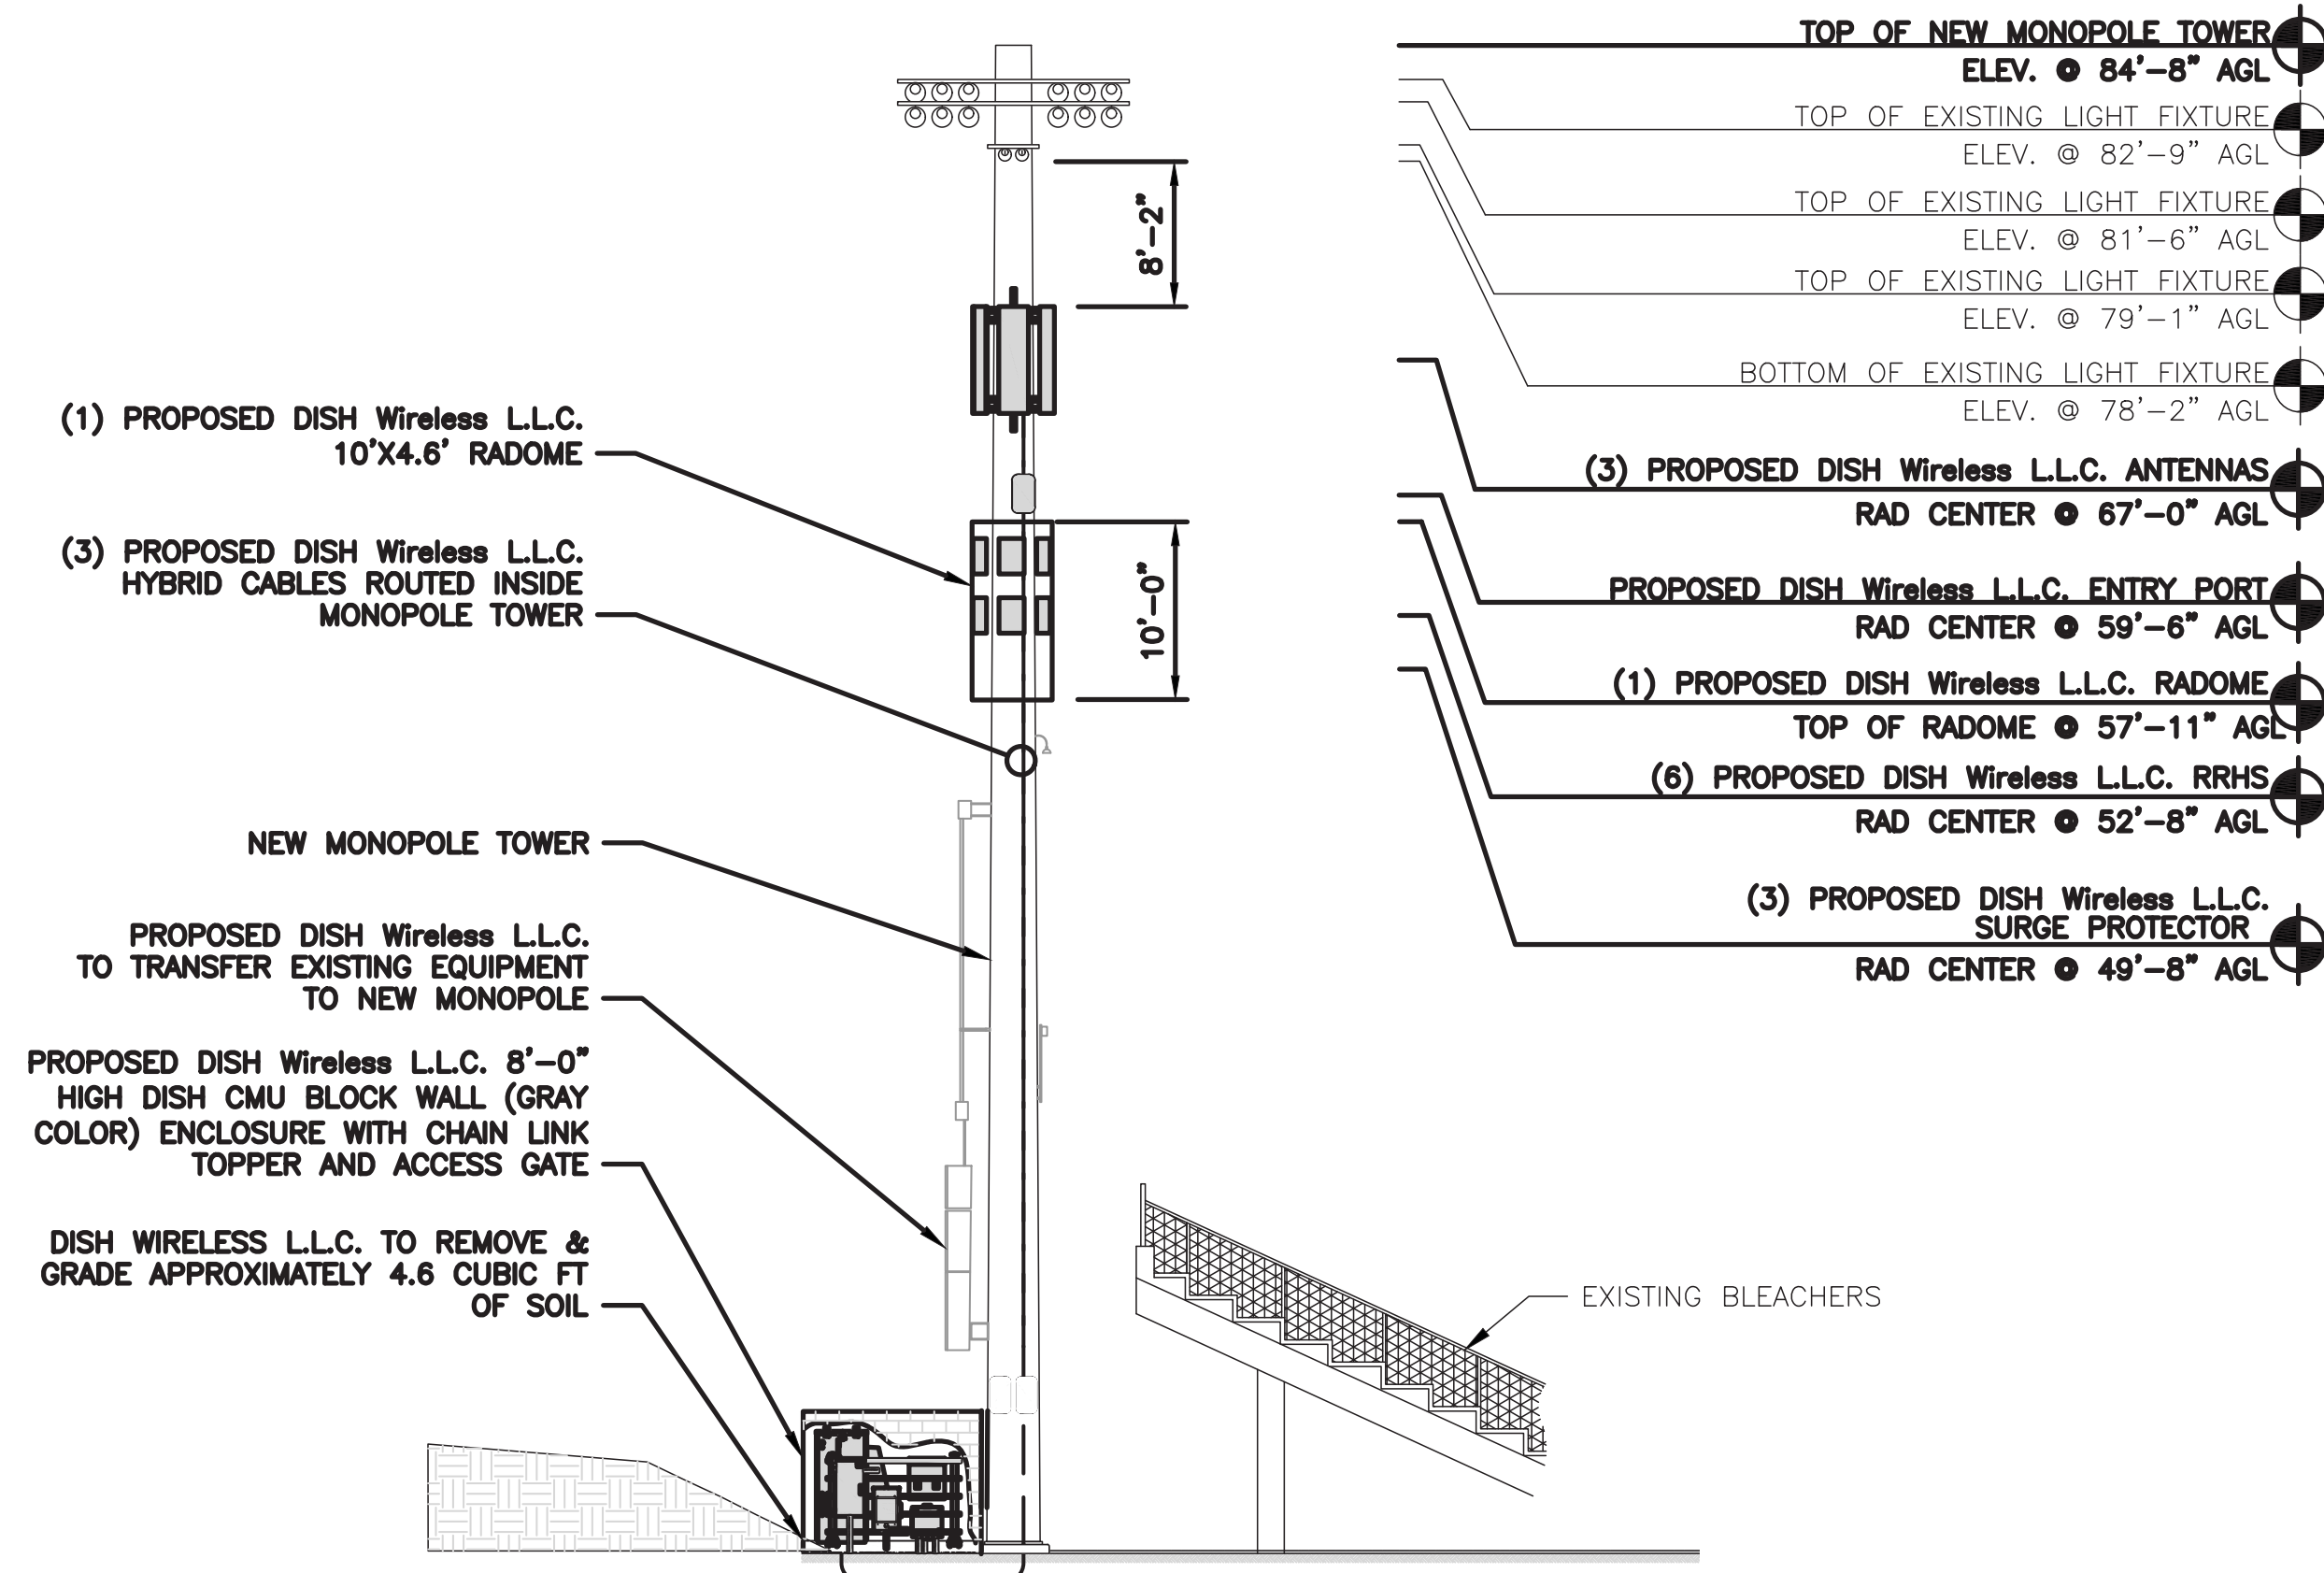 TOP OF NEW MONOPOLE TOWER
ELEV. @ 84'-8" AGL
TOP OF EXISTING LIGHT FIXTURE
ELEV. @ 82'-9" AGL
TOP OF EXISTING LIGHT FIXTURE
ELEV. @ 81'-6" AGL
TOP OF EXISTING LIGHT FIXTURE
ELEV. @ 79'-1" AGL
BOTTOM OF EXISTING LIGHT FIXTURE
ELEV. @ 78'-2" AGL
(3) PROPOSED DISH Wireless L.L.C. ANTENNAS
RAD CENTER @ 67'-0" AGL
PROPOSED DISH Wireless L.L.C. ENTRY PORT
RAD CENTER @ 59'-6" AGL
(1) PROPOSED DISH Wireless L.L.C. RADOME
TOP OF RADOME @ 57'-11" AGL
(6) PROPOSED DISH Wireless L.L.C. RRHS
RAD CENTER @ 52'-8" AGL
(3) PROPOSED DISH Wireless L.L.C.
SURGE PROTECTOR
RAD CENTER @ 49'-8" AGL
8'-2"
10'-0"
(1) PROPOSED DISH Wireless L.L.C.
10'X4.6' RADOME
(3) PROPOSED DISH Wireless L.L.C.
HYBRID CABLES ROUTED INSIDE
MONOPOLE TOWER
NEW MONOPOLE TOWER
PROPOSED DISH Wireless L.L.C.
TO TRANSFER EXISTING EQUIPMENT
TO NEW MONOPOLE
PROPOSED DISH Wireless L.L.C. 8'-0"
HIGH DISH CMU BLOCK WALL (GRAY
COLOR) ENCLOSURE WITH CHAIN LINK
TOPPER AND ACCESS GATE
DISH WIRELESS L.L.C. TO REMOVE &
GRADE APPROXIMATELY 4.6 CUBIC FT
OF SOIL
EXISTING BLEACHERS